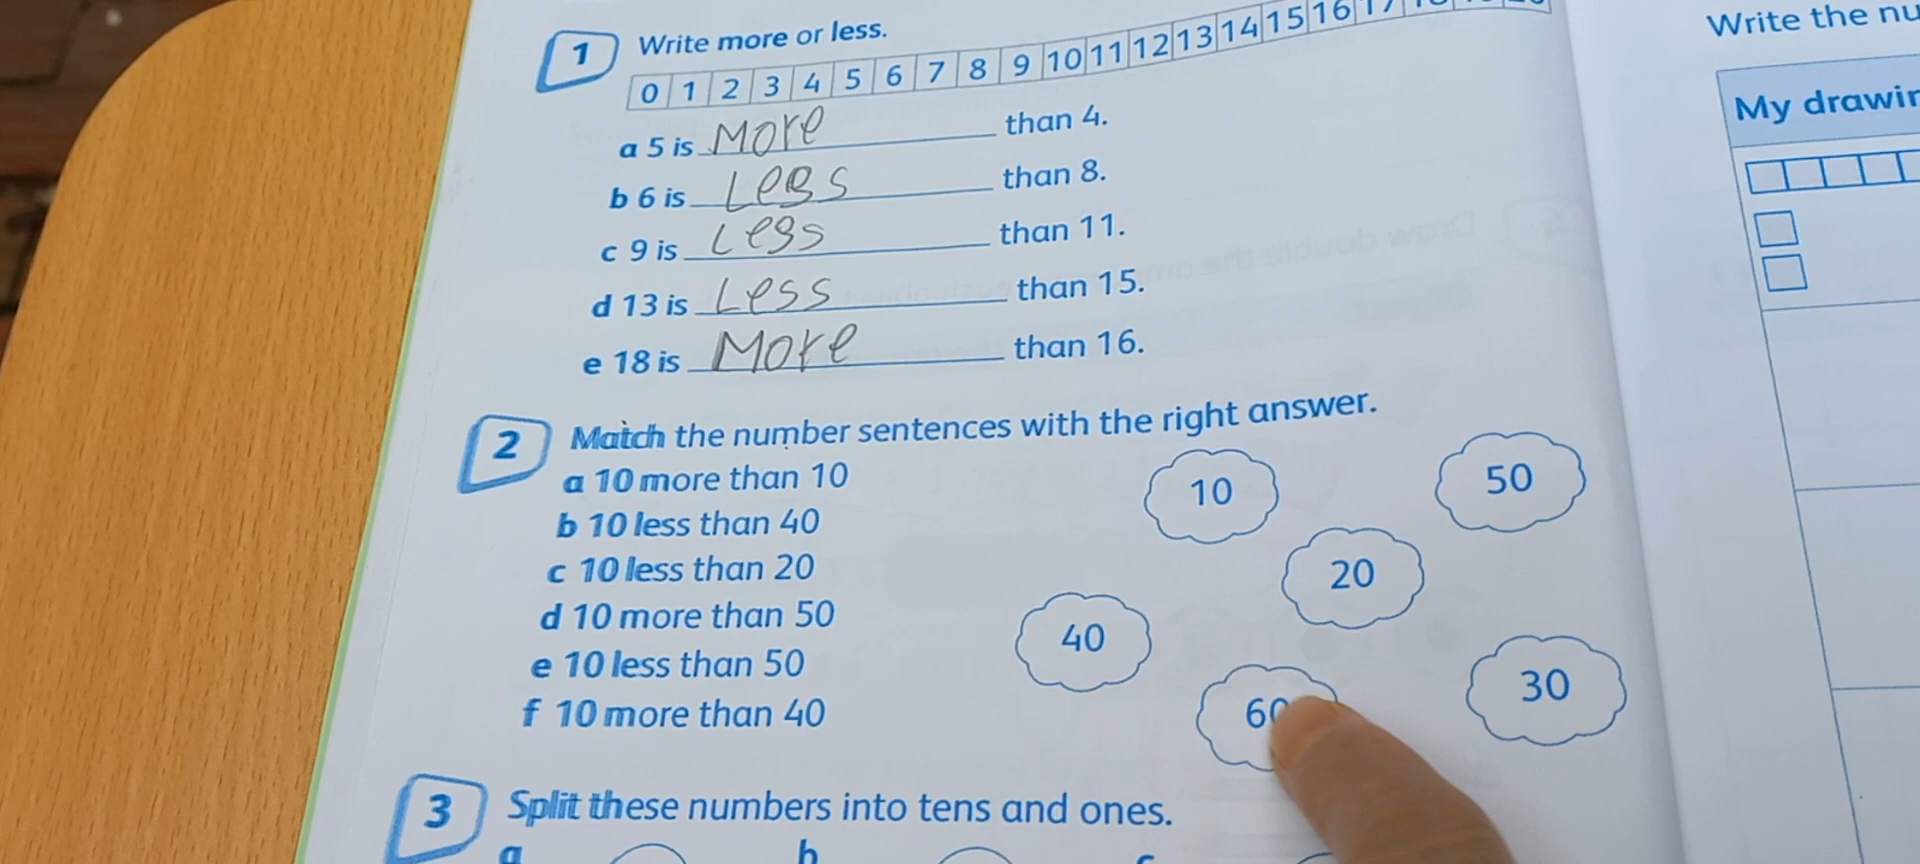 1 Write more or less.
0 1 2 3 4 5 6 7 8 9 10 11 12 13 14 15 16 17
a 5 is More than 4.
b 6 is Less than 8.
c 9 is Less than 11.
d 13 is Less than 15.
e 18 is More than 16.
2 Match the number sentences with the right answer.
a 10 more than 10
b 10 less than 40
c 10 less than 20
d 10 more than 50
e 10 less than 50
f 10 more than 40
10
50
20
40
30
60
3 Split these numbers into tens and ones.
a b
Write the
My